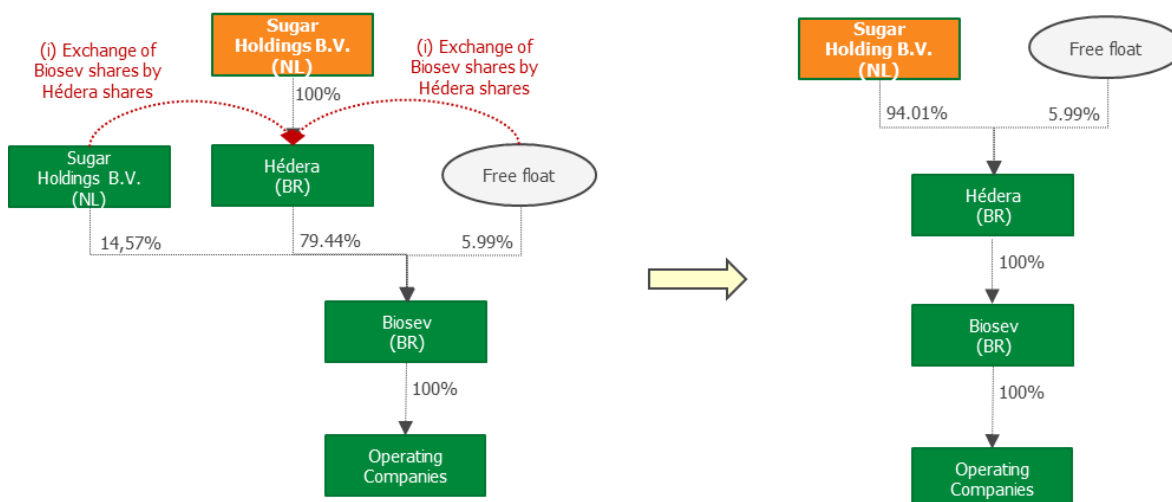 Sugar
Holdings B.V.
(NL)
(i) Exchange of
Biosev shares by
Hédera shares
(i) Exchange of
Biosev shares by
Hédera shares
100%
Sugar
Holdings B.V.
(NL)
Hédera
(BR)
Free float
14,57%
79.44%
5.99%
Biosev
(BR)
100%
Operating
Companies
Sugar
Holding B.V.
(NL)
Free float
94.01%
5.99%
Hédera
(BR)
100%
Biosev
(BR)
100%
Operating
Companies